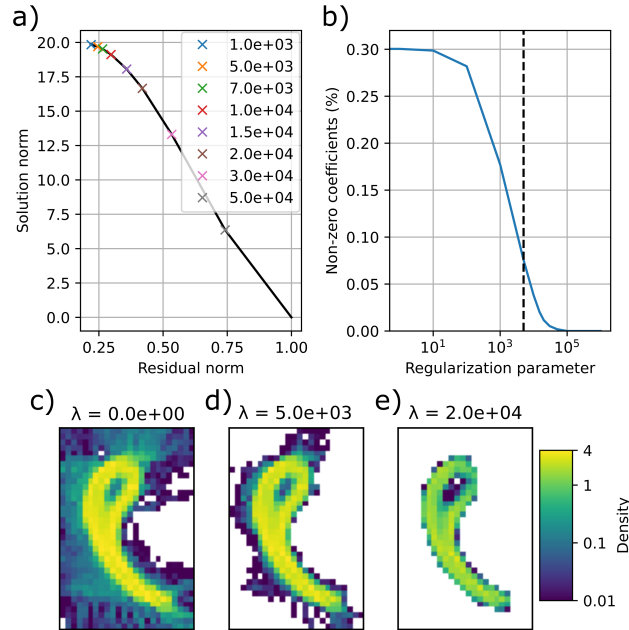 a)
20.0
17.5
15.0
12.5
10.0
7.5
5.0
2.5
0.0
Solution norm
0.25
0.50
0.75
1.00
Residual norm
1.0e+03
5.0e+03
7.0e+03
1.0e+04
1.5e+04
2.0e+04
3.0e+04
5.0e+04
b)
0.30
0.25
0.20
0.15
0.10
0.05
0.00
Non-zero coefficients (%)
10¹
10³
10⁵
Regularization parameter
c)
λ = 0.0e+00
d)
λ = 5.0e+03
e)
λ = 2.0e+04
4
1
0.1
0.01
Density